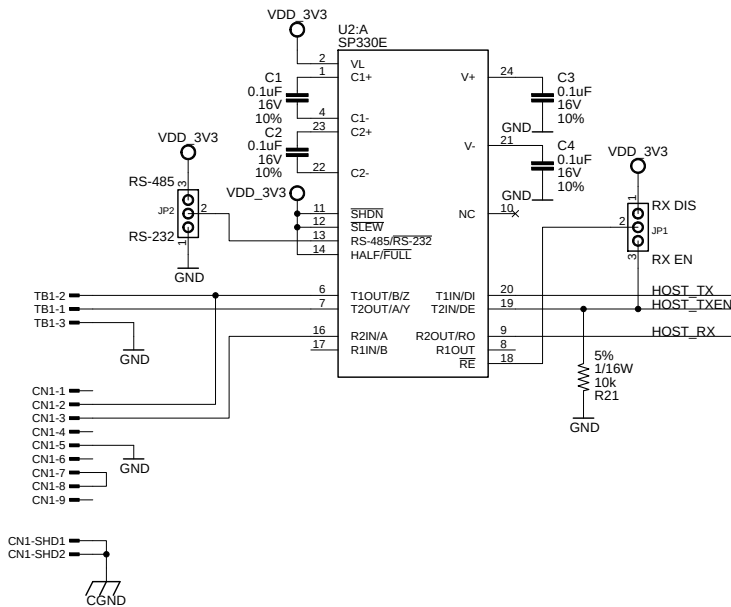 VDD_3V3
U2:A
SP330E
2 VL
1 C1+
V+ 24
C1
0.1uF
16V
10%
C3
0.1uF
16V
10%
4 C1-
23 C2+
GND
C2
0.1uF
16V
10%
V- 21
C4
0.1uF
16V
10%
22 C2-
GND
VDD_3V3
VDD_3V3
VDD_3V3
RS-485
3
JP2
2
RS-232
1
GND
11 SHDN
12 SLEW
13 RS-485/RS-232
14 HALF/FULL
NC 10
1
RX DIS
2
JP1
3
RX EN
TB1-2
6 T1OUT/B/Z
T1IN/DI 20
HOST_TX
TB1-1
7 T2OUT/A/Y
T2IN/DE 19
HOST_TXEN
TB1-3
GND
16 R2IN/A
R2OUT/RO 9
HOST_RX
17 R1IN/B
R1OUT 8
RE 18
5%
1/16W
10k
R21
GND
CN1-1
CN1-2
CN1-3
CN1-4
CN1-5
GND
CN1-6
CN1-7
CN1-8
CN1-9
CN1-SHD1
CN1-SHD2
CGND